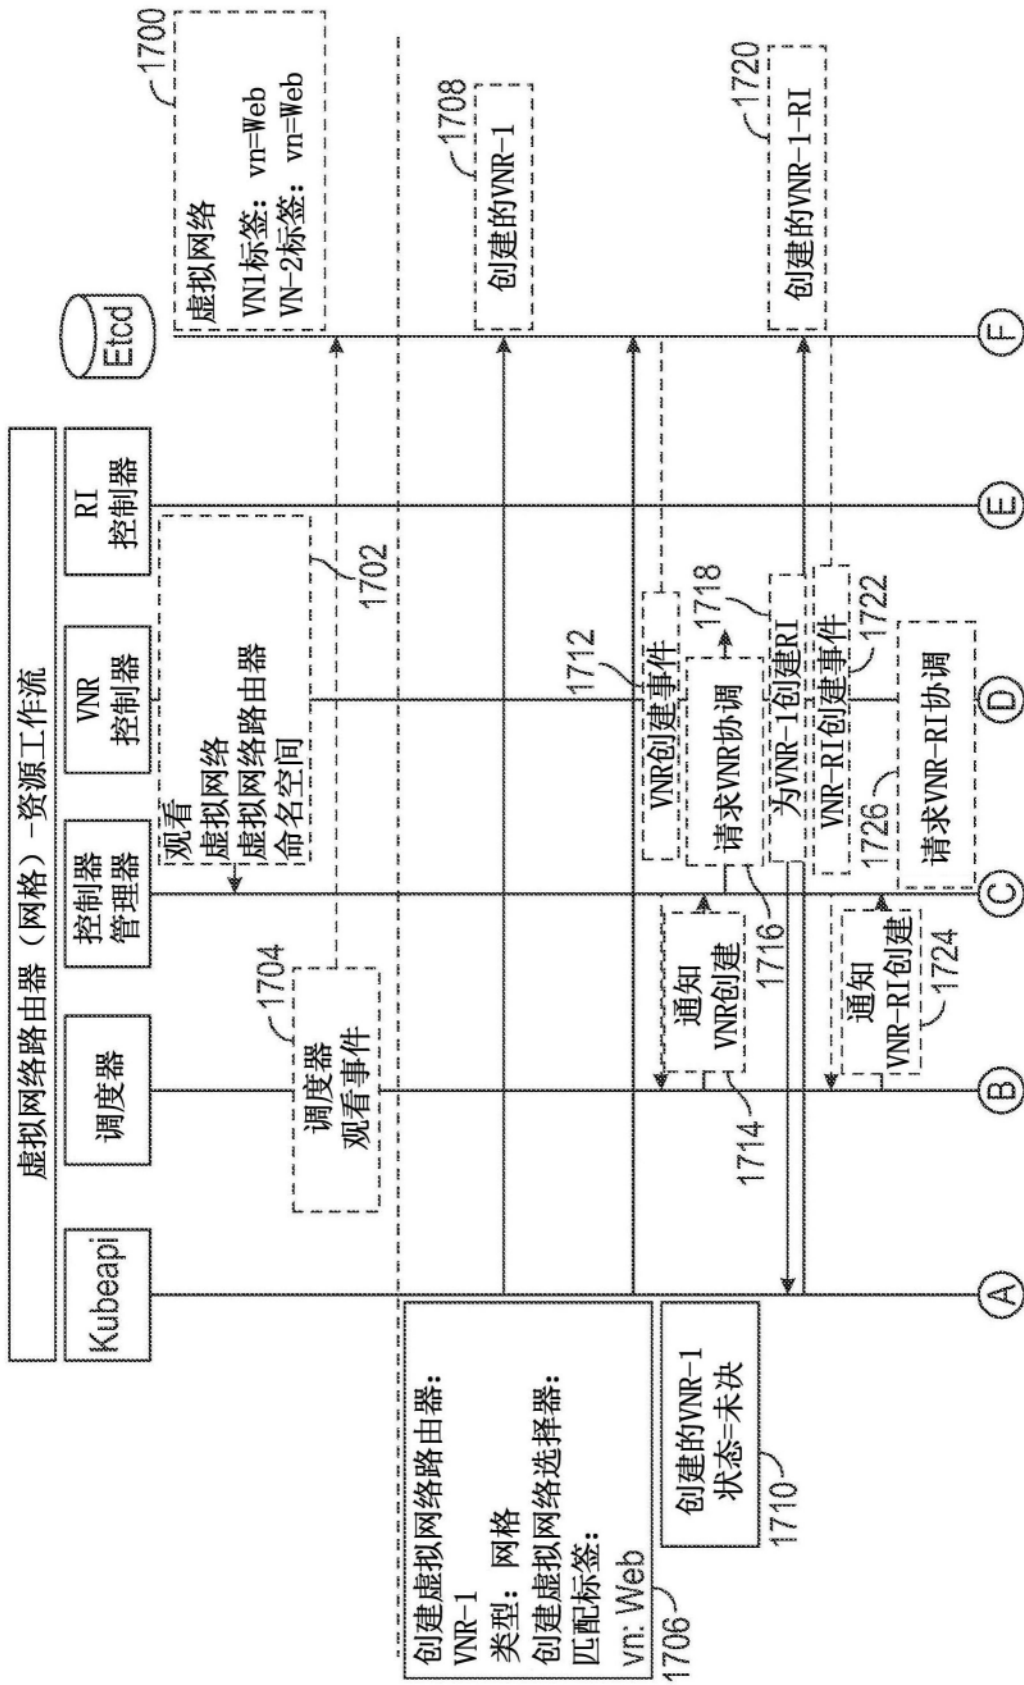 虚拟网络路由器（网格）-资源工作流
Kubeapi
调度器
控制器
管理器
VNR
控制器
RI
控制器
Etcd
1700
虚拟网络
VN1标签：vn=Web
VN-2标签：vn=Web
观看
虚拟网络
虚拟网络路由器
命名空间
1702
1704
调度器
观看事件
创建虚拟网络路由器：
VNR-1
类型：网格
创建虚拟网络选择器：
匹配标签：
vn: Web
1706
1708
创建的VNR-1
创建的VNR-1
状态=未决
1710
1712
VNR创建事件
通知
VNR创建
1714
请求VNR协调
1716
1718
为VNR-1创建RI
1720
创建的VNR-1-RI
VNR-RI创建事件
1722
通知
VNR-RI创建
1724
1726
请求VNR-RI协调
A
B
C
D
E
F